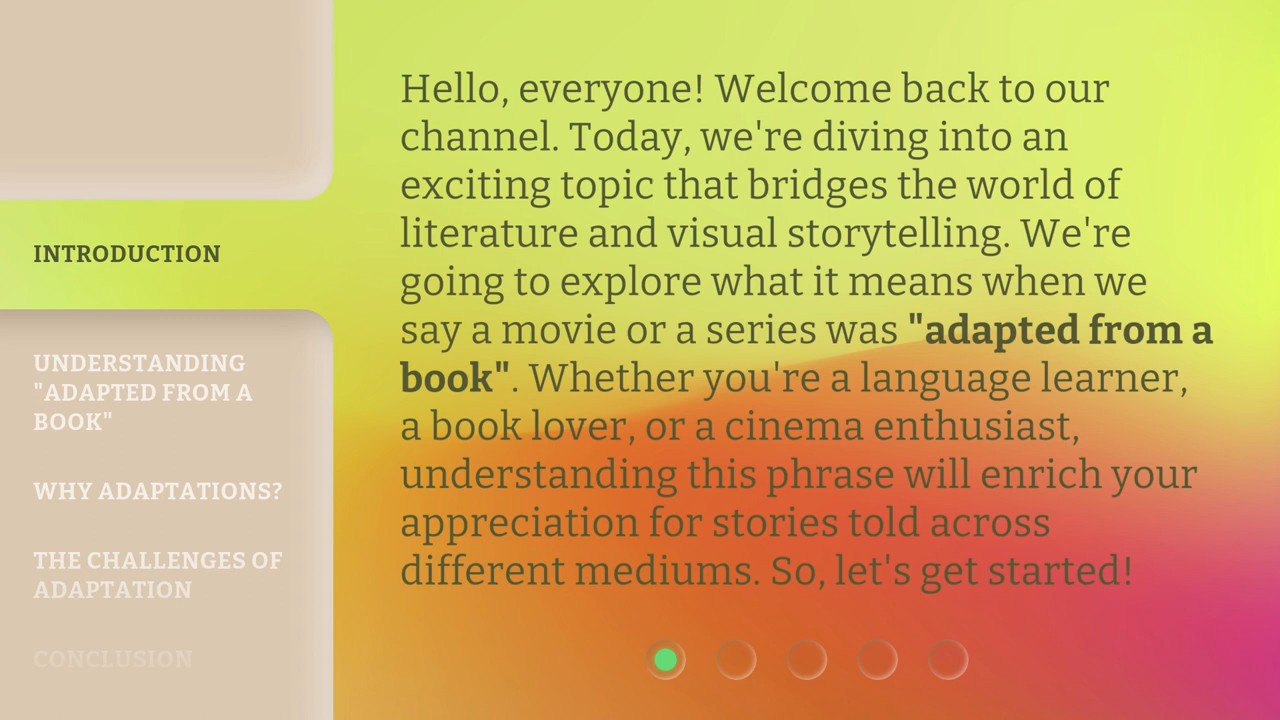 INTRODUCTION
UNDERSTANDING
"ADAPTED FROM A
BOOK"
WHY ADAPTATIONS?
THE CHALLENGES OF
ADAPTATION
CONCLUSION
Hello, everyone! Welcome back to our
channel. Today, we're diving into an
exciting topic that bridges the world of
literature and visual storytelling. We're
going to explore what it means when we
say a movie or a series was "adapted from a
book". Whether you're a language learner,
a book lover, or a cinema enthusiast,
understanding this phrase will enrich your
appreciation for stories told across
different mediums. So, let's get started!